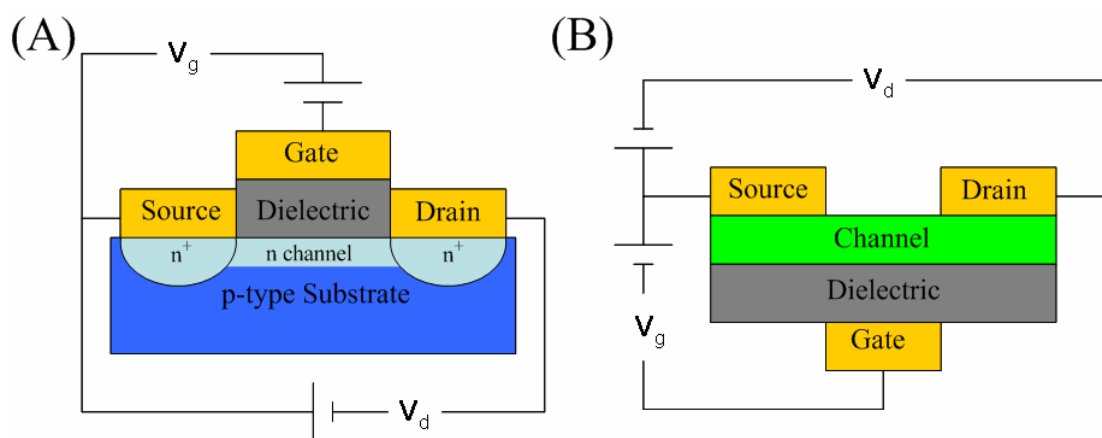 (A)
Vg
Gate
Source
Dielectric
Drain
n+
n channel
n+
p-type Substrate
Vd
(B)
Vd
Source
Drain
Channel
Dielectric
Vg
Gate